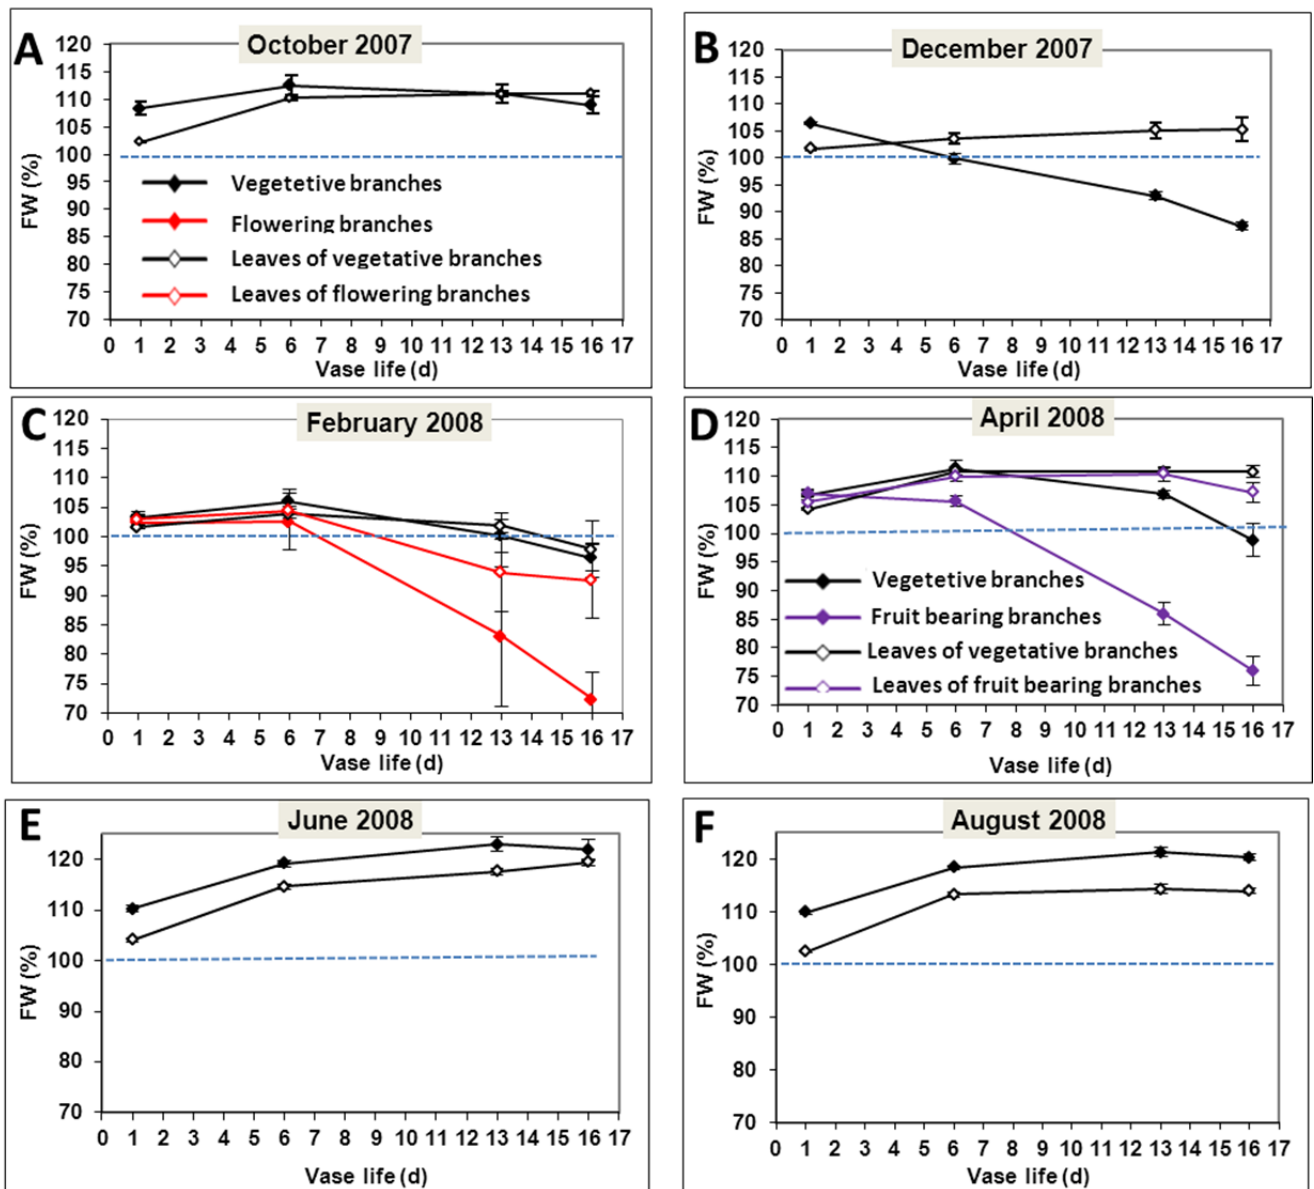 A
October 2007
FW (%)
120
115
110
105
100
95
90
85
80
75
70
Vegetetive branches
Flowering branches
Leaves of vegetative branches
Leaves of flowering branches
0 1 2 3 4 5 6 7 8 9 10 11 12 13 14 15 16 17
Vase life (d)
B
December 2007
FW (%)
120
115
110
105
100
95
90
85
80
75
70
0 1 2 3 4 5 6 7 8 9 10 11 12 13 14 15 16 17
Vase life (d)
C
February 2008
FW (%)
120
115
110
105
100
95
90
85
80
75
70
0 1 2 3 4 5 6 7 8 9 10 11 12 13 14 15 16 17
Vase life (d)
D
April 2008
FW (%)
120
115
110
105
100
95
90
85
80
75
70
Vegetetive branches
Fruit bearing branches
Leaves of vegetative branches
Leaves of fruit bearing branches
0 1 2 3 4 5 6 7 8 9 10 11 12 13 14 15 16 17
Vase life (d)
E
June 2008
FW (%)
120
110
100
90
80
70
0 1 2 3 4 5 6 7 8 9 10 11 12 13 14 15 16 17
Vase life (d)
F
August 2008
FW (%)
120
110
100
90
80
70
0 1 2 3 4 5 6 7 8 9 10 11 12 13 14 15 16 17
Vase life (d)